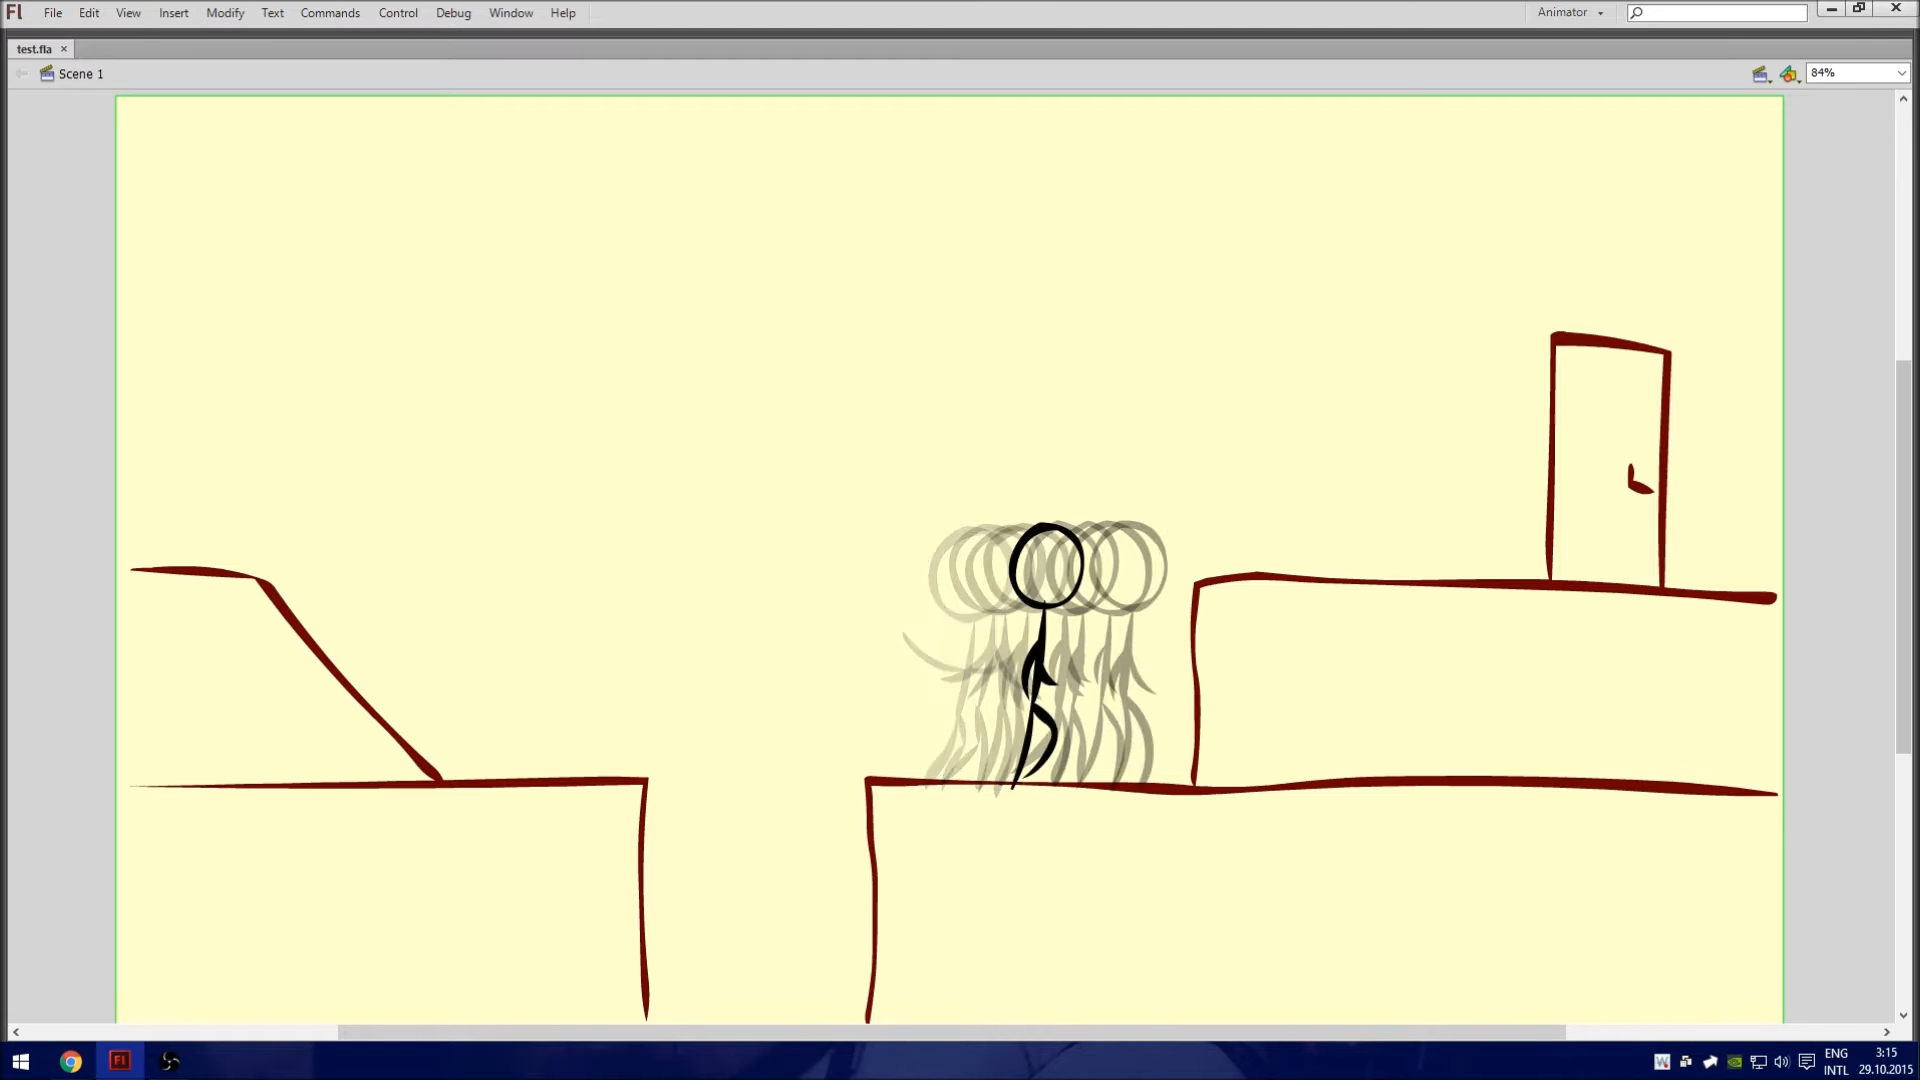 Fl File Edit View Insert Modify Text Commands Control Debug Window Help Animator
test.fla
Scene 1 84%
Fl ENG 3:15
INTL 29.10.2015